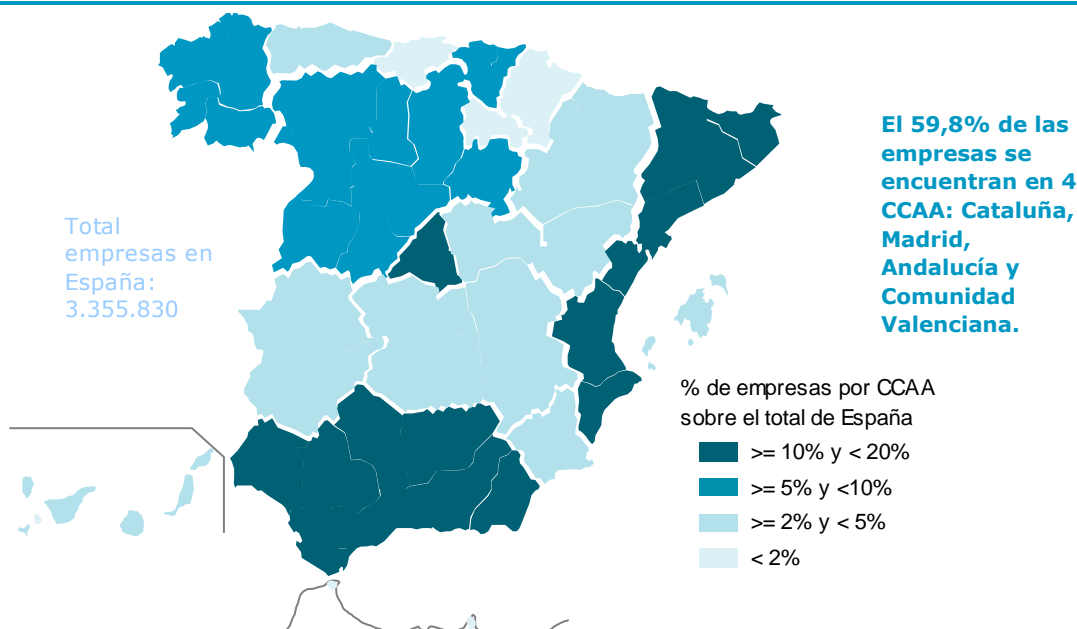 El 59,8% de las
empresas se
encuentran en 4
CCAA: Cataluña,
Madrid,
Andalucía y
Comunidad
Valenciana.
Total
empresas en
España:
3.355.830
% de empresas por CCAA
sobre el total de España
>= 10% y < 20%
>= 5% y <10%
>= 2% y < 5%
< 2%